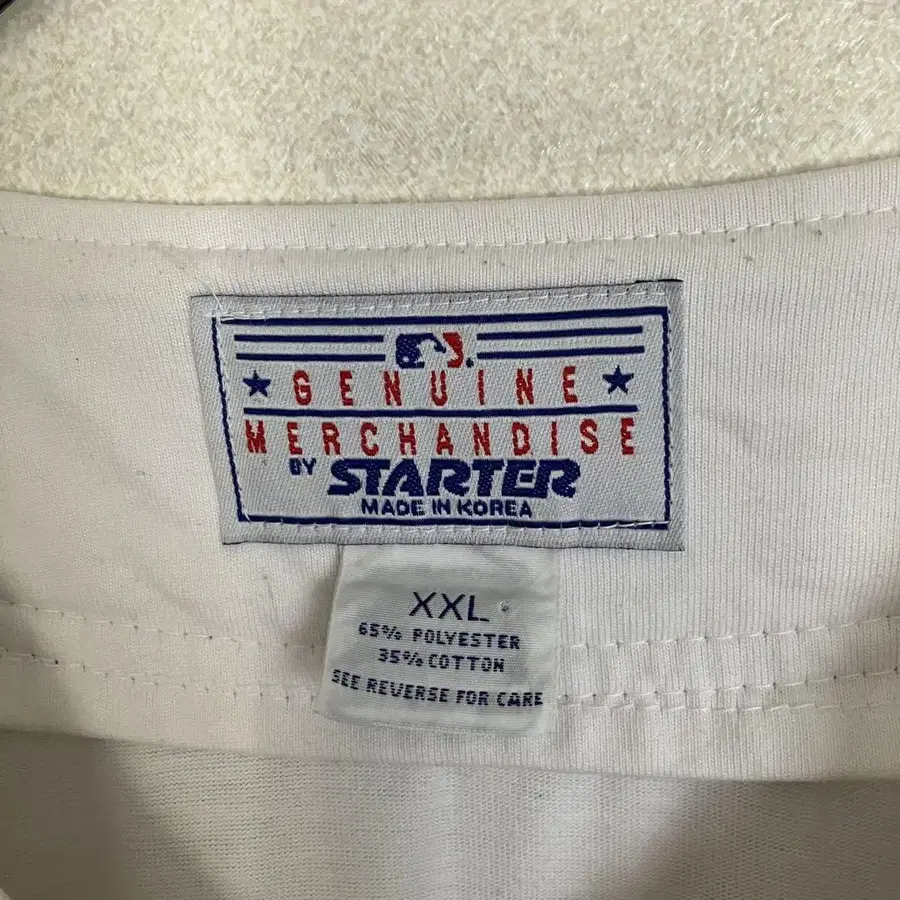 GENUINE
MERCHANDISE
BY STARTER
MADE IN KOREA
XXL
65% POLYESTER
35% COTTON
SEE REVERSE FOR CARE